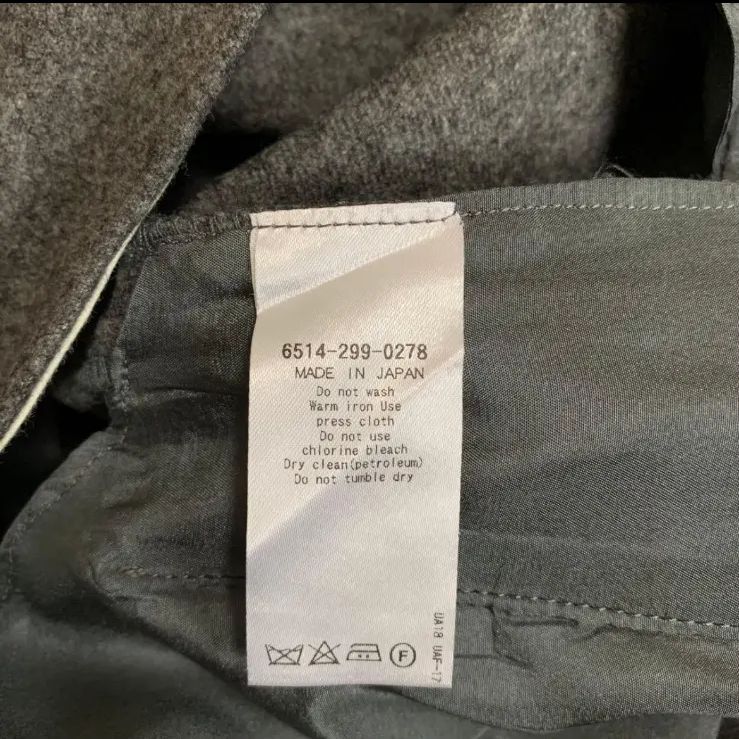 6514-299-0278
MADE IN JAPAN
Do not wash
Warm iron Use
press cloth
Do not use
chlorine bleach
Dry clean(petroleum)
Do not tumble dry
F
UA18 UAF-17